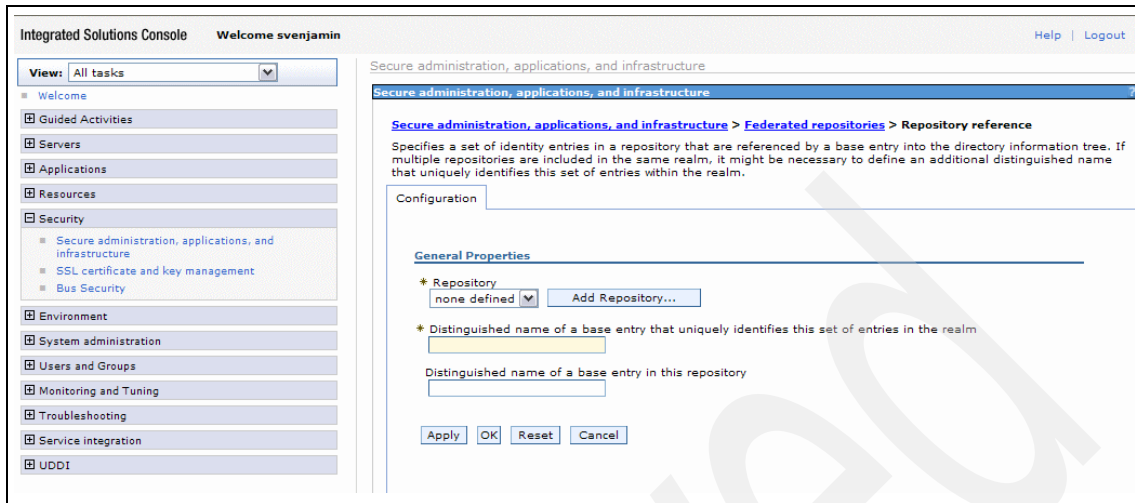 Integrated Solutions Console Welcome svenjamin Help | Logout
View: All tasks
Welcome
Guided Activities
Servers
Applications
Resources
Security
Secure administration, applications, and
infrastructure
SSL certificate and key management
Bus Security
Environment
System administration
Users and Groups
Monitoring and Tuning
Troubleshooting
Service integration
UDDI
Secure administration, applications, and infrastructure
Secure administration, applications, and infrastructure ?
Secure administration, applications, and infrastructure > Federated repositories > Repository reference
Specifies a set of identity entries in a repository that are referenced by a base entry into the directory information tree. If
multiple repositories are included in the same realm, it might be necessary to define an additional distinguished name
that uniquely identifies this set of entries within the realm.
Configuration
General Properties
* Repository
none defined Add Repository...
* Distinguished name of a base entry that uniquely identifies this set of entries in the realm
Distinguished name of a base entry in this repository
Apply OK Reset Cancel